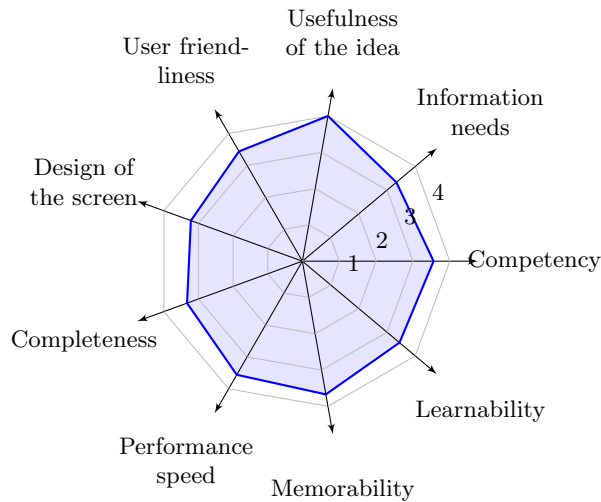 Usefulness
of the idea
User friend-
liness
Information
needs
Design of
the screen
4
3
2
1
Competency
Completeness
Learnability
Performance
speed
Memorability